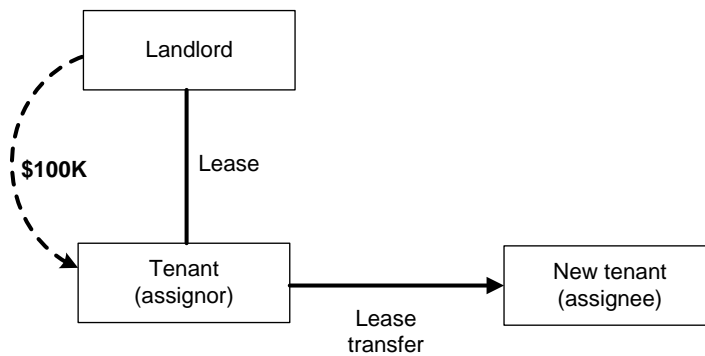 Landlord
$100K
Lease
Tenant
(assignor)
New tenant
(assignee)
Lease
transfer